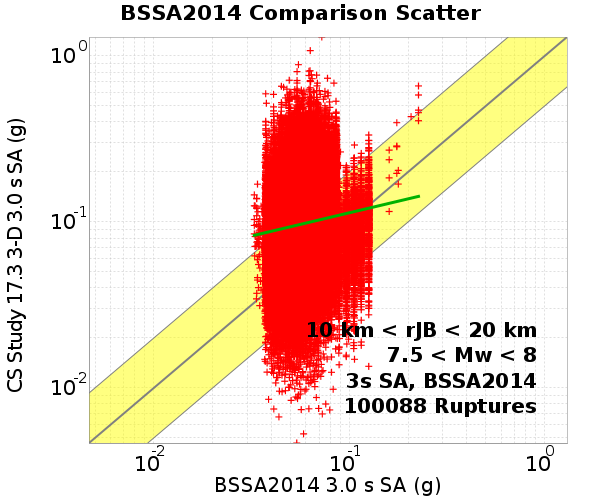 BSSA2014 Comparison Scatter
CS Study 17.3 3-D 3.0 s SA (g)
10⁰
10⁻¹
10⁻²
10 km < rJB < 20 km
7.5 < Mw < 8
3s SA, BSSA2014
100088 Ruptures
10⁻² 10⁻¹ 10⁰
BSSA2014 3.0 s SA (g)